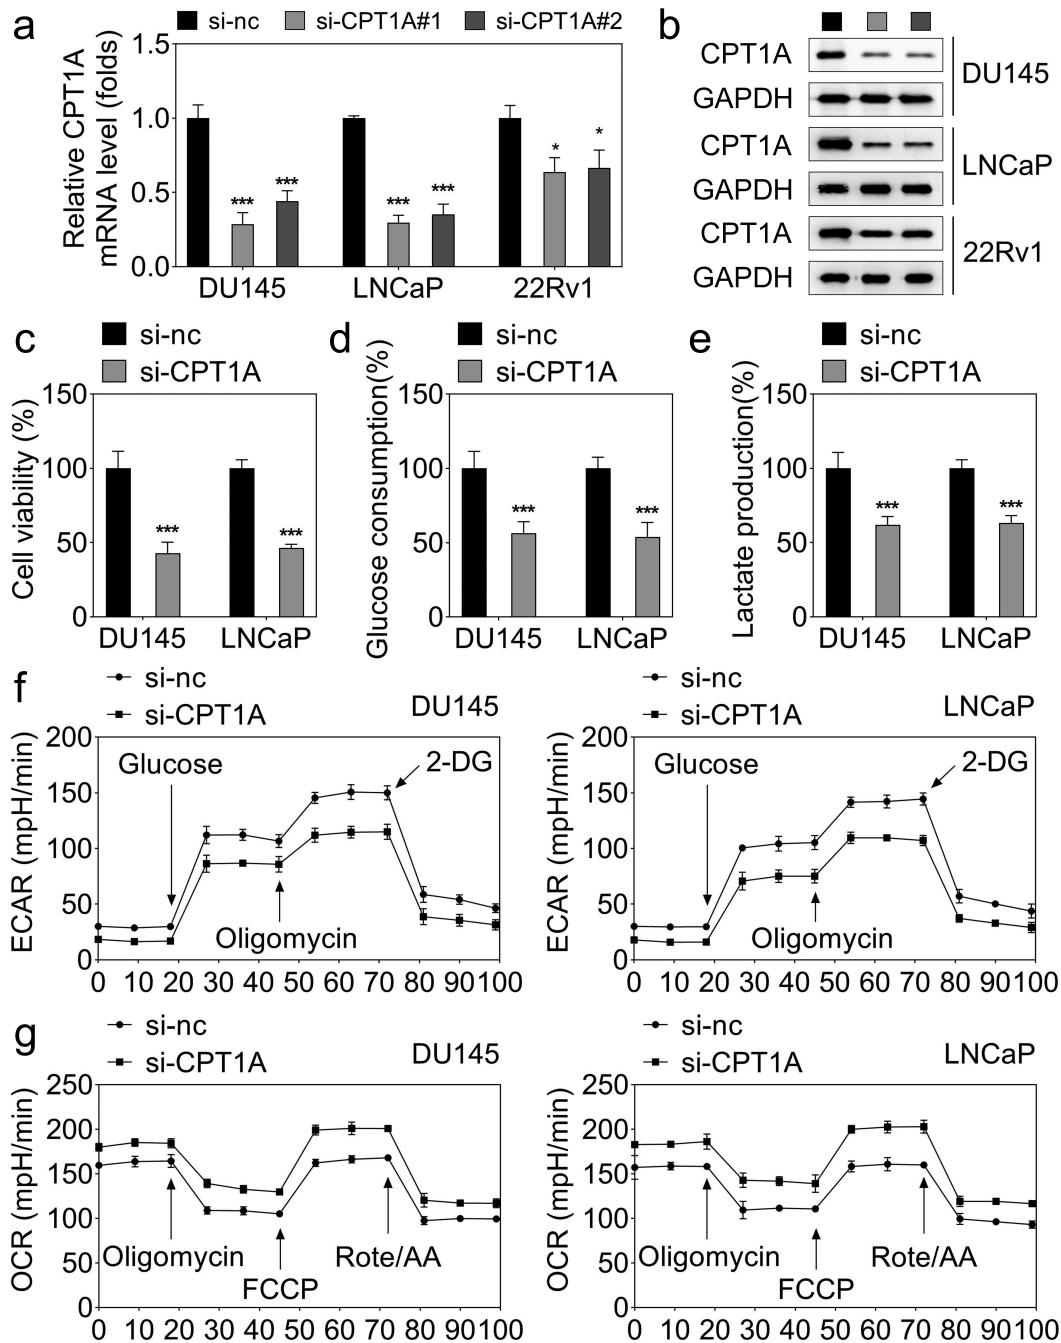 a
si-nc si-CPT1A#1 si-CPT1A#2
Relative CPT1A
mRNA level (folds)
1.5
1.0
0.5
0.0
*** *** *** *** * *
DU145 LNCaP 22Rv1
b
CPT1A
GAPDH
DU145
CPT1A
GAPDH
LNCaP
CPT1A
GAPDH
22Rv1
c
si-nc
si-CPT1A
Cell viability (%)
150
100
50
0
*** ***
DU145 LNCaP
d
si-nc
si-CPT1A
Glucose consumption(%)
150
100
50
0
*** ***
DU145 LNCaP
e
si-nc
si-CPT1A
Lactate production(%)
150
100
50
0
*** ***
DU145 LNCaP
f
si-nc
si-CPT1A
DU145
ECAR (mpH/min)
200
150
100
50
0
Glucose
2-DG
Oligomycin
0 10 20 30 40 50 60 70 80 90 100
si-nc
si-CPT1A
LNCaP
ECAR (mpH/min)
200
150
100
50
0
Glucose
2-DG
Oligomycin
0 10 20 30 40 50 60 70 80 90 100
g
si-nc
si-CPT1A
DU145
OCR (mpH/min)
250
200
150
100
50
0
Oligomycin
FCCP
Rote/AA
0 10 20 30 40 50 60 70 80 90 100
si-nc
si-CPT1A
LNCaP
OCR (mpH/min)
250
200
150
100
50
0
Oligomycin
FCCP
Rote/AA
0 10 20 30 40 50 60 70 80 90 100